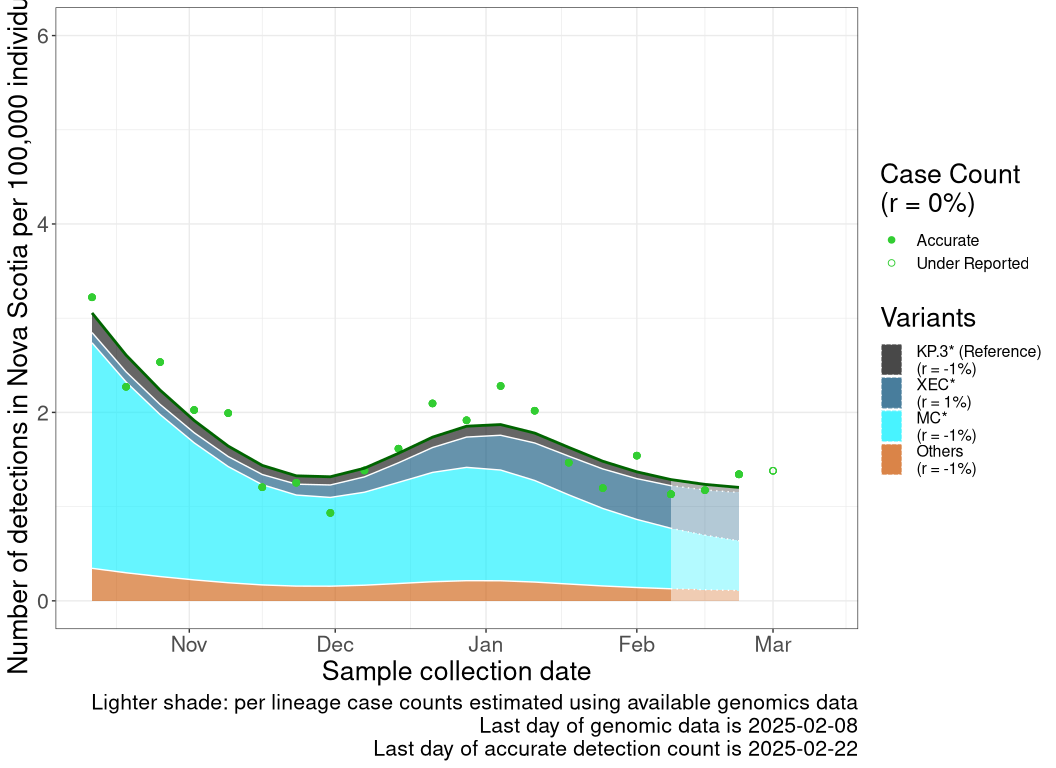 Number of detections in Nova Scotia per 100,000
6
4
2
0
Nov Dec Jan Feb Mar
Sample collection date
Lighter shade: per lineage case counts estimated using available genomics data
Last day of genomic data is 2025-02-08
Last day of accurate detection count is 2025-02-22
Case Count
(r = 0%)
Accurate
Under Reported
Variants
KP.3* (Reference)
(r = -1%)
XEC*
(r = 1%)
MC*
(r = -1%)
Others
(r = -1%)